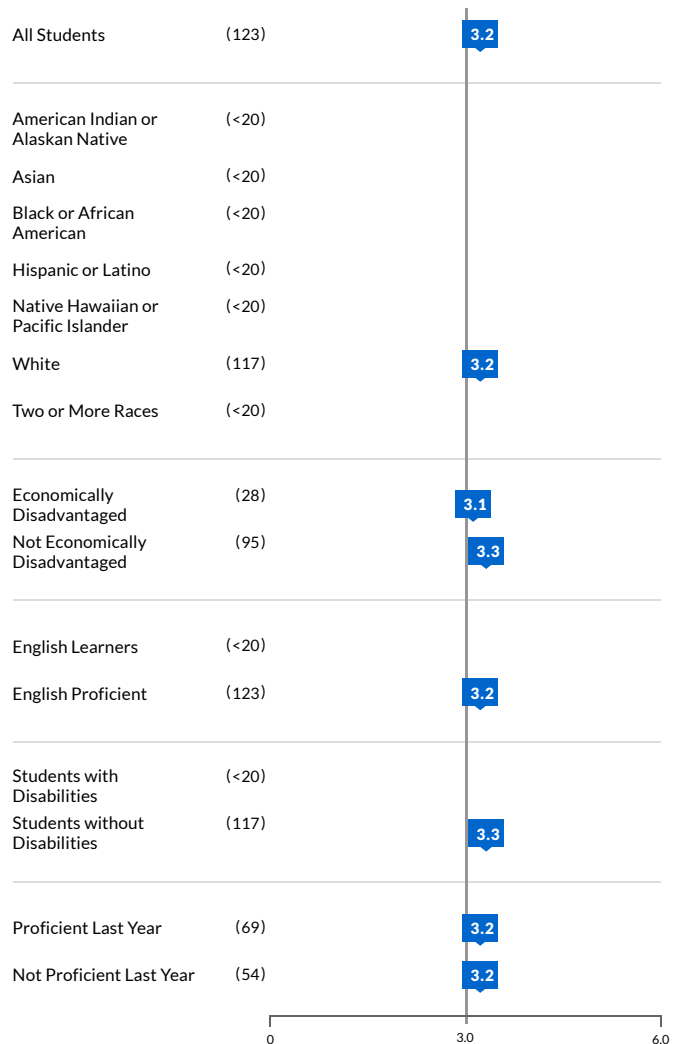 All Students (123) 3.2
American Indian or (<20)
Alaskan Native
Asian (<20)
Black or African (<20)
American
Hispanic or Latino (<20)
Native Hawaiian or (<20)
Pacific Islander
White (117) 3.2
Two or More Races (<20)
Economically (28) 3.1
Disadvantaged
Not Economically (95) 3.3
Disadvantaged
English Learners (<20)
English Proficient (123) 3.2
Students with (<20)
Disabilities
Students without (117) 3.3
Disabilities
Proficient Last Year (69) 3.2
Not Proficient Last Year (54) 3.2
0 3.0 6.0